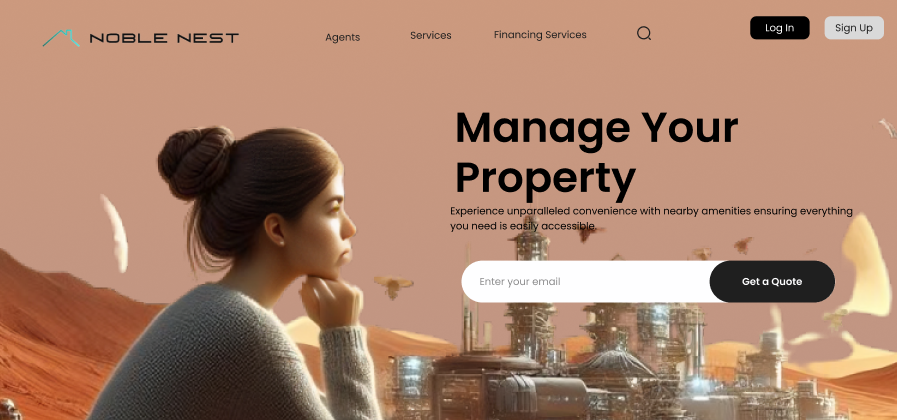 NOBLE NEST
Agents
Services
Financing Services
Log In
Sign Up
Manage Your
Property
Experience unparalleled convenience with nearby amenities ensuring everything
you need is easily accessible.
Enter your email
Get a Quote